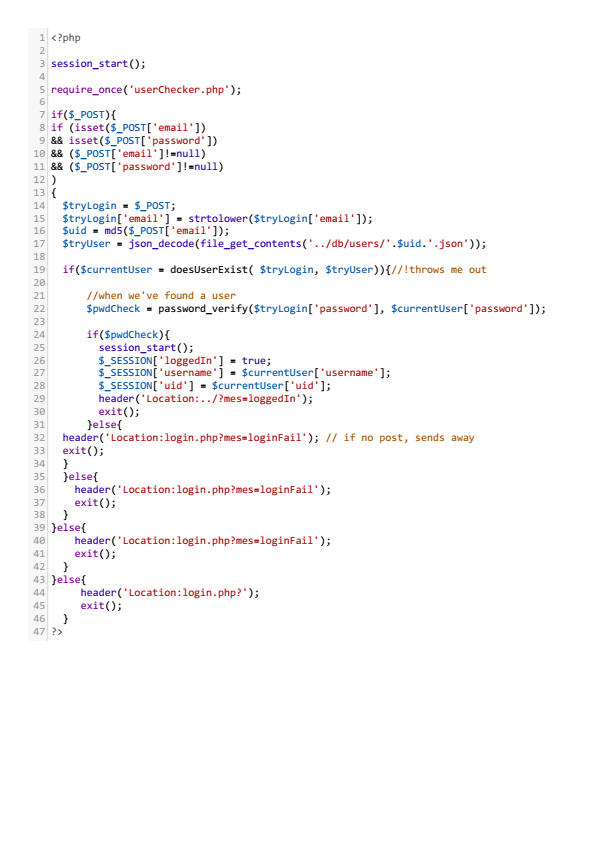 1 <?php
2
3 session_start();
4
5 require_once('userChecker.php');
6
7 if($_POST){
8 if (isset($_POST['email'])
9 && isset($_POST['password'])
10 && ($_POST['email']!=null)
11 && ($_POST['password']!=null)
12 )
13 {
14   $tryLogin = $_POST;
15   $tryLogin['email'] = strtolower($tryLogin['email']);
16   $uid = md5($_POST['email']);
17   $tryUser = json_decode(file_get_contents('../db/users/'.$uid.'.json'));
18
19   if($currentUser = doesUserExist( $tryLogin, $tryUser)){//!throws me out
20
21       //when we've found a user
22       $pwdCheck = password_verify($tryLogin['password'], $currentUser['password']);
23
24       if($pwdCheck){
25         session_start();
26         $_SESSION['loggedIn'] = true;
27         $_SESSION['username'] = $currentUser['username'];
28         $_SESSION['uid'] = $currentUser['uid'];
29         header('Location:../?mes=loggedIn');
30         exit();
31       }else{
32   header('Location:login.php?mes=loginFail'); // if no post, sends away
33   exit();
34   }
35   }else{
36     header('Location:login.php?mes=loginFail');
37     exit();
38   }
39 }else{
40     header('Location:login.php?mes=loginFail');
41     exit();
42   }
43 }else{
44      header('Location:login.php?');
45      exit();
46   }
47 ?>